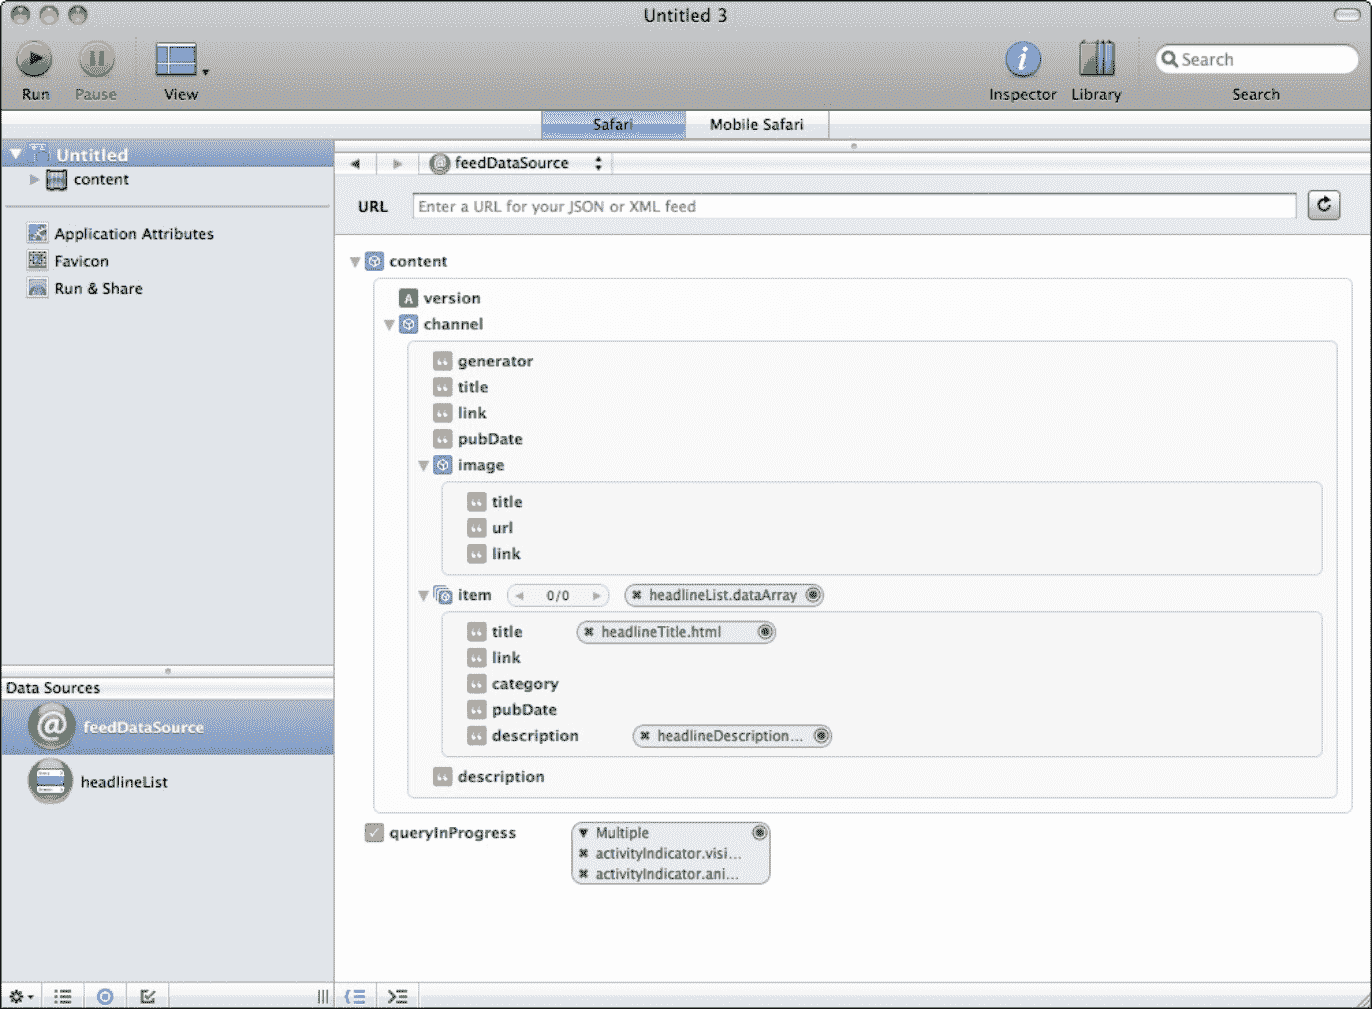 Untitled 3
Run
Pause
View
Inspector
Library
Search
Search
Safari
Mobile Safari
Untitled
content
Application Attributes
Favicon
Run & Share
Data Sources
feedDataSource
headlineList
feedDataSource
URL
Enter a URL for your JSON or XML feed
content
A version
channel
generator
title
link
pubDate
image
title
url
link
item 0/0 headlineList.dataArray
title headlineTitle.html
link
category
pubDate
description headlineDescription...
description
queryInProgress Multiple
activityIndicator.visi...
activityIndicator.ani...